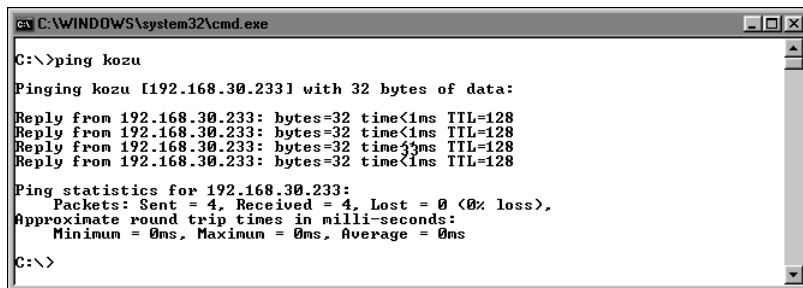 C:\WINDOWS\system32\cmd.exe
C:\>ping kozu
Pinging kozu [192.168.30.233] with 32 bytes of data:
Reply from 192.168.30.233: bytes=32 time<1ms TTL=128
Reply from 192.168.30.233: bytes=32 time<1ms TTL=128
Reply from 192.168.30.233: bytes=32 TTL=128
33
Reply from 192.168.30.233: bytes=32 time<1ms TTL=128
Ping statistics for 192.168.30.233:
Packets: Sent = 4, Received = 4, Lost = 0 (0% loss),
Approximate round trip times in milli-seconds:
Minimum = 0ms, Maximum = 0ms, Average = 0ms
C:\>